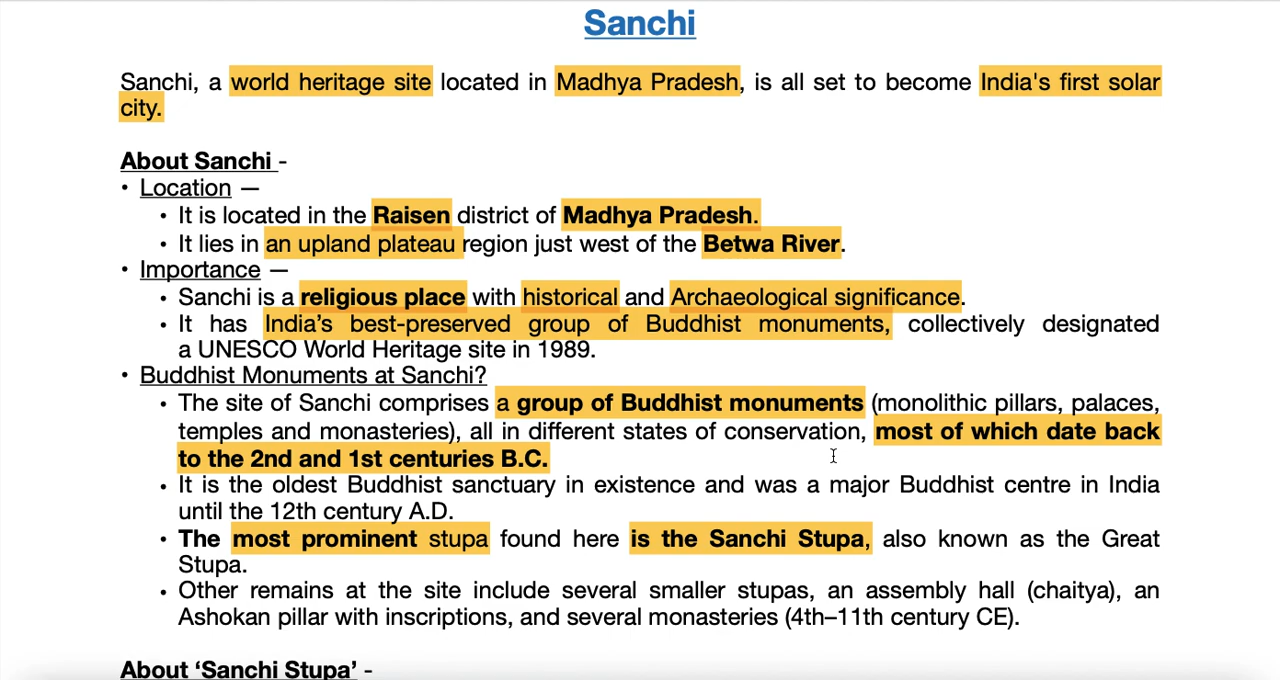 Sanchi
Sanchi, a world heritage site located in Madhya Pradesh, is all set to become India's first solar
city.
About Sanchi -
• Location —
• It is located in the Raisen district of Madhya Pradesh.
• It lies in an upland plateau region just west of the Betwa River.
• Importance —
• Sanchi is a religious place with historical and Archaeological significance.
• It has India’s best-preserved group of Buddhist monuments, collectively designated
a UNESCO World Heritage site in 1989.
• Buddhist Monuments at Sanchi?
• The site of Sanchi comprises a group of Buddhist monuments (monolithic pillars, palaces,
temples and monasteries), all in different states of conservation, most of which date back
to the 2nd and 1st centuries B.C.
• It is the oldest Buddhist sanctuary in existence and was a major Buddhist centre in India
until the 12th century A.D.
• The most prominent stupa found here is the Sanchi Stupa, also known as the Great
Stupa.
• Other remains at the site include several smaller stupas, an assembly hall (chaitya), an
Ashokan pillar with inscriptions, and several monasteries (4th–11th century CE).
About ‘Sanchi Stupa’ -